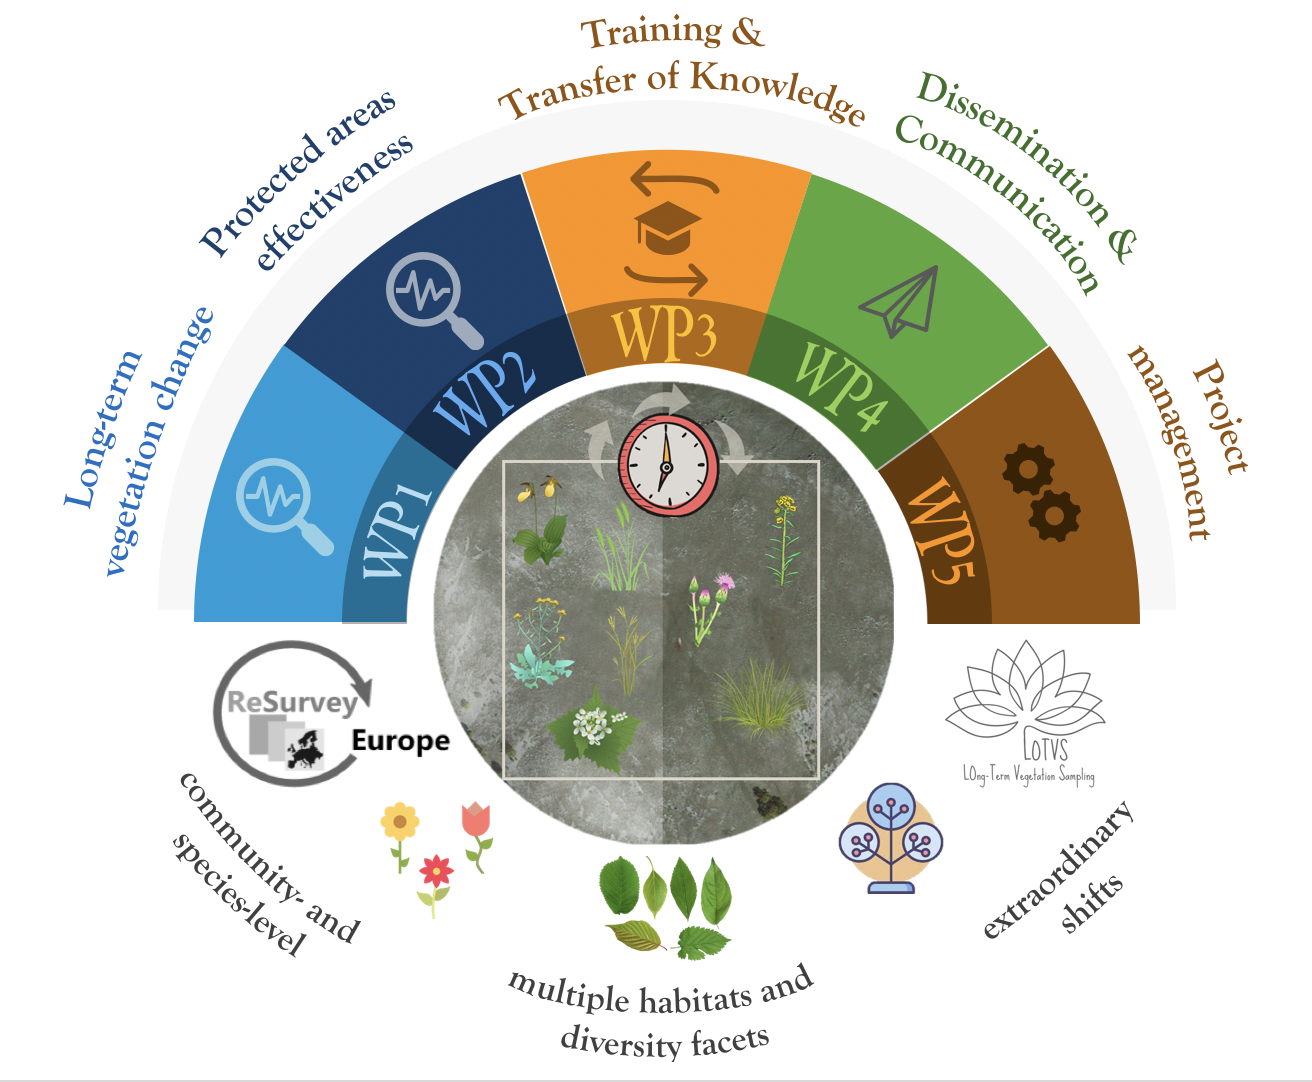 Training &
Transfer of Knowledge
Protected areas
effectiveness
Dissemination &
Communication
Long-term
vegetation change
Project
management
WP1
WP2
WP3
WP4
WP5
ReSurvey
Europe
LOTVS
LOng-Term Vegetation Sampling
community- and
species-level
multiple habitats and
diversity facets
extraordinary
shifts